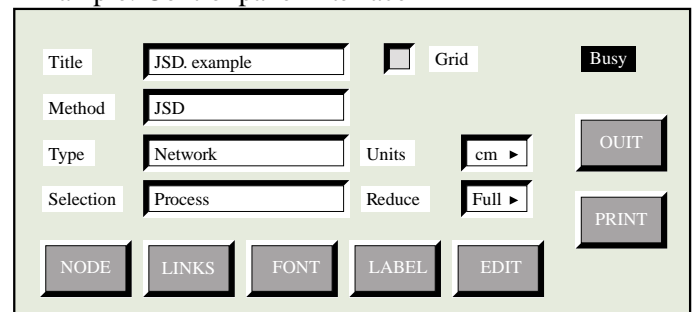 Title JSD. example Grid Busy
Method JSD
Type Network Units cm ►
OUIT
Selection Process Reduce Full ►
PRINT
NODE LINKS FONT LABEL EDIT